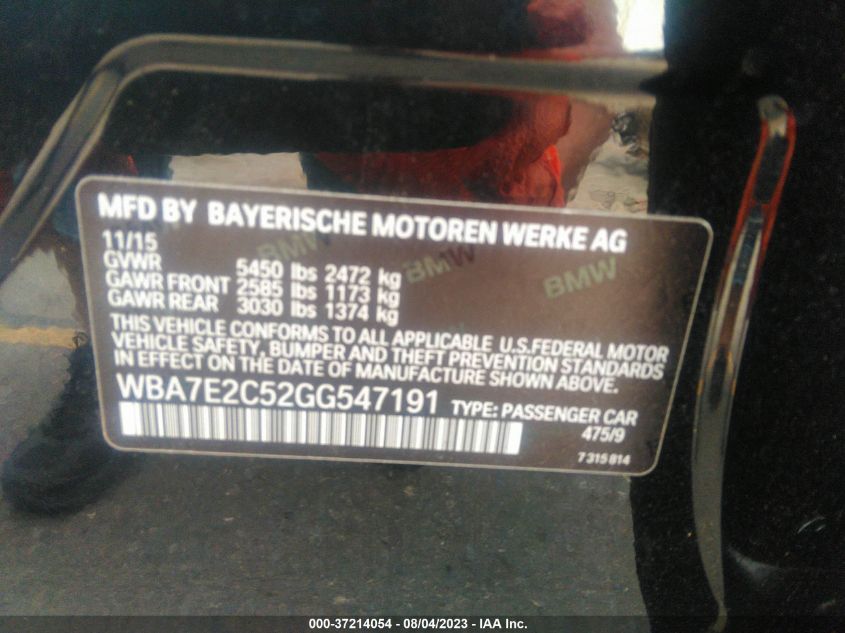 MFD BY BAYERISCHE MOTOREN WERKE AG
11/15
GVWR 5450 lbs 2472 kg
GAWR FRONT 2585 lbs 1173 kg
GAWR REAR 3030 lbs 1374 kg
BMW BMW BMW
THIS VEHICLE CONFORMS TO ALL APPLICABLE U.S.FEDERAL MOTOR
VEHICLE SAFETY, BUMPER AND THEFT PREVENTION STANDARDS
IN EFFECT ON THE DATE OF MANUFACTURE SHOWN ABOVE.
WBA7E2C52GG547191 TYPE: PASSENGER CAR
475/9
7 315 814
000-37214054 - 08/04/2023 - IAA Inc.